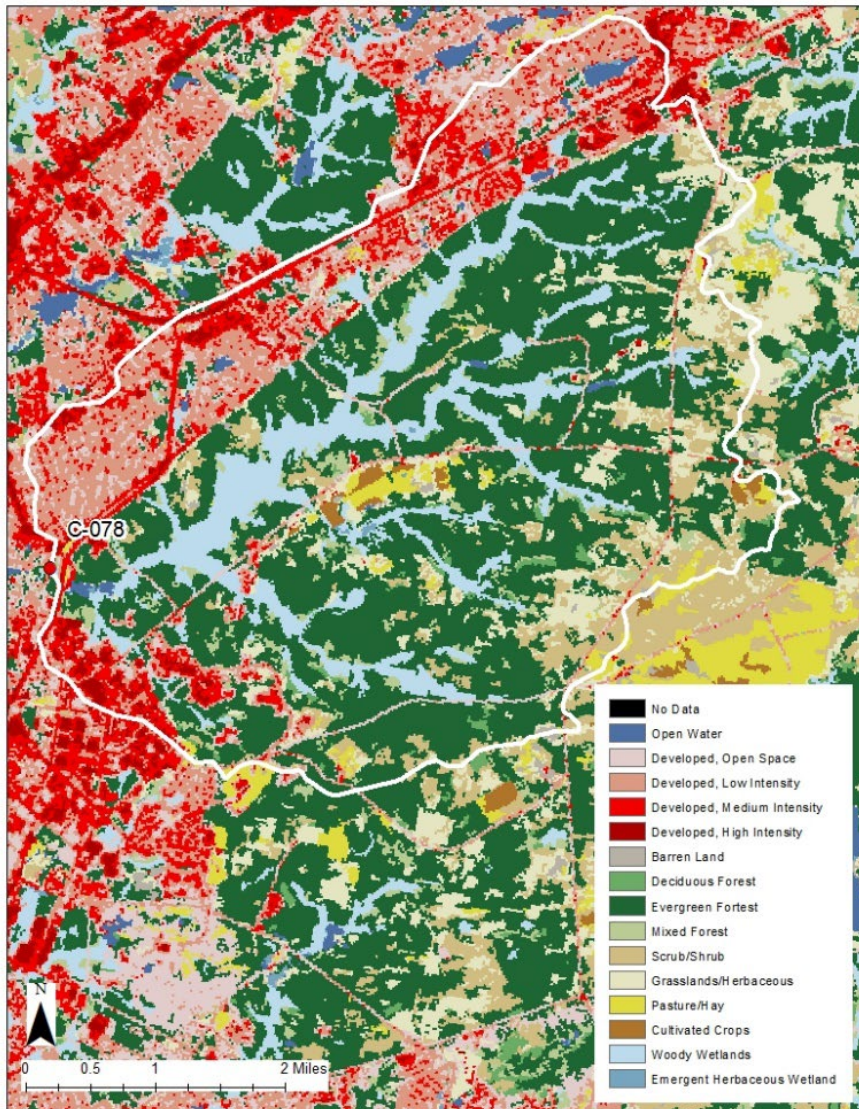 C-078
No Data
Open Water
Developed, Open Space
Developed, Low Intensity
Developed, Medium Intensity
Developed, High Intensity
Barren Land
Deciduous Forest
Evergreen Fortest
Mixed Forest
Scrub/Shrub
Grasslands/Herbaceous
Pasture/Hay
Cultivated Crops
Woody Wetlands
Emergent Herbaceous Wetland
N
0 0.5 1 2 Miles